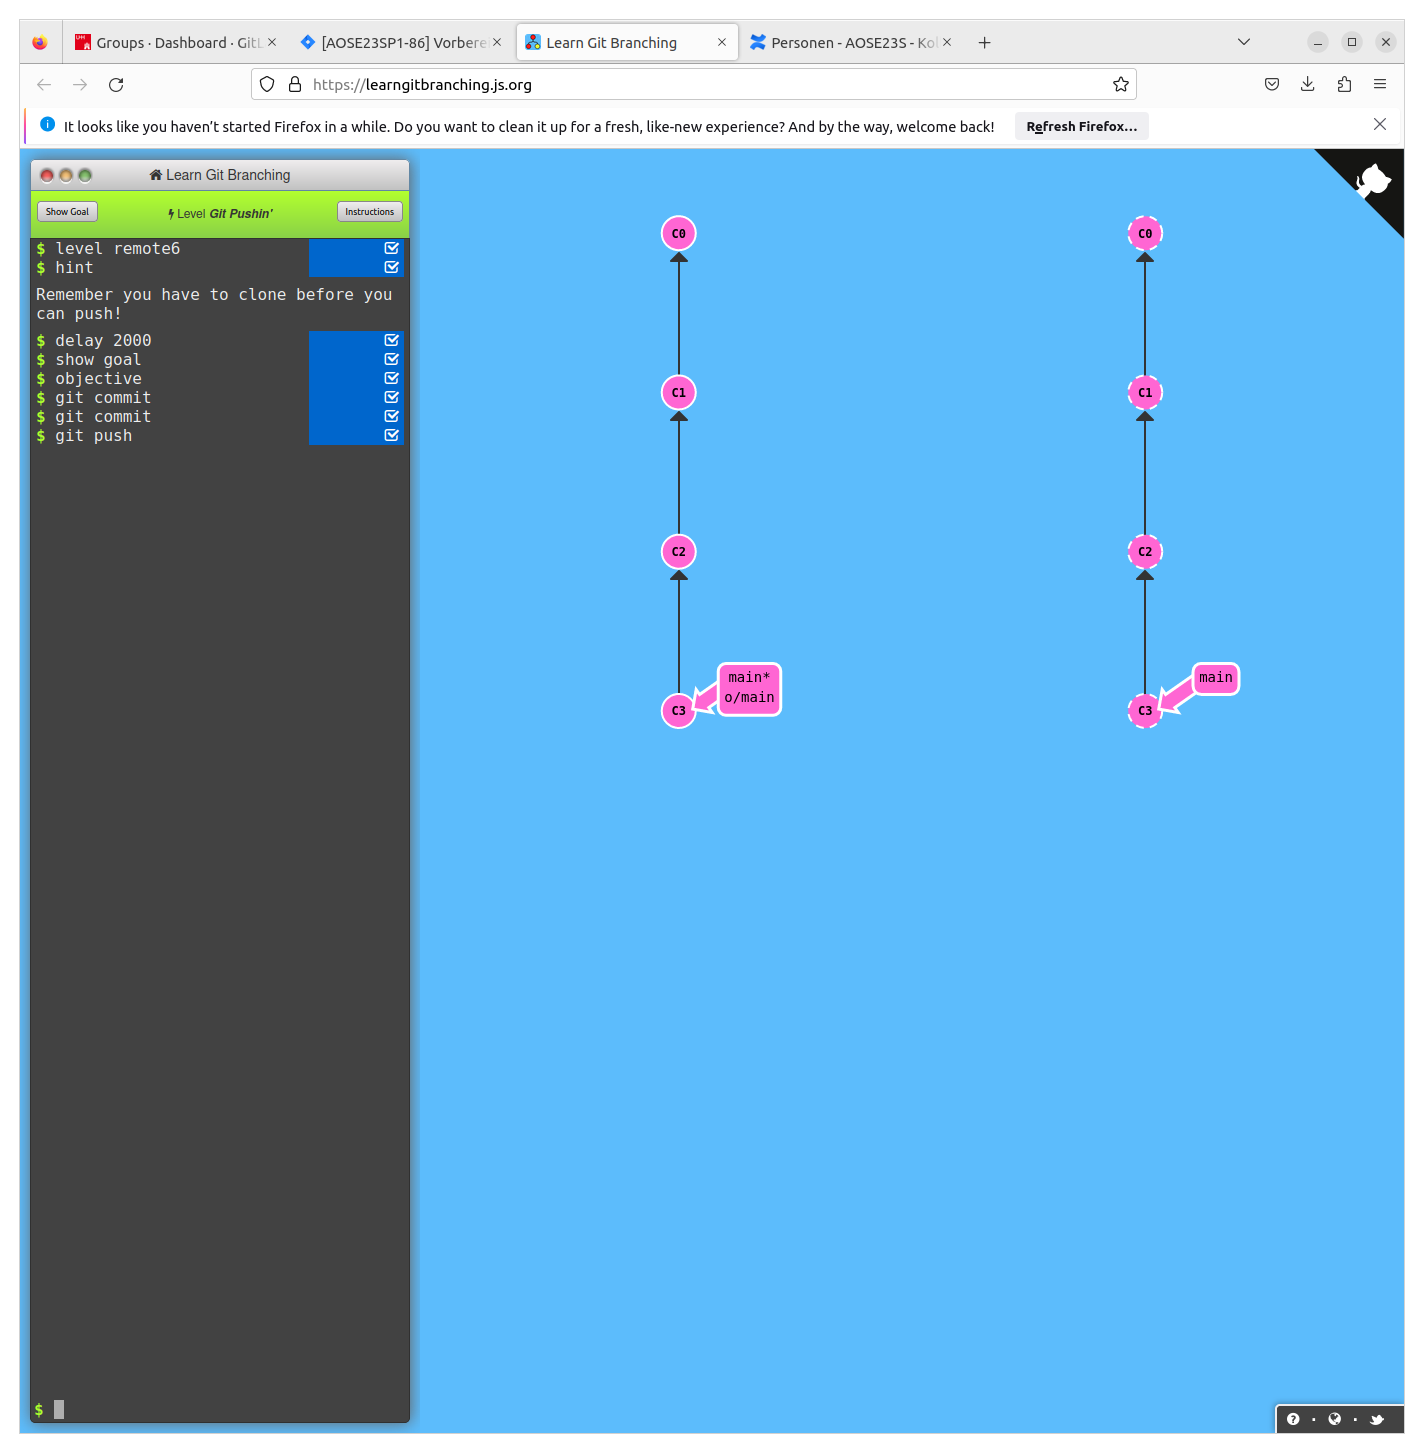 Groups · Dashboard · GitL
[AOSE23SP1-86] Vorbere
Learn Git Branching
Personen - AOSE23S - Kol
https://learngitbranching.js.org
It looks like you haven't started Firefox in a while. Do you want to clean it up for a fresh, like-new experience? And by the way, welcome back!
Refresh Firefox...
Learn Git Branching
Show Goal
Level Git Pushin'
Instructions
$ level remote6
$ hint
Remember you have to clone before you
can push!
$ delay 2000
$ show goal
$ objective
$ git commit
$ git commit
$ git push
$
C0
C1
C2
C3
main*
o/main
C0
C1
C2
C3
main